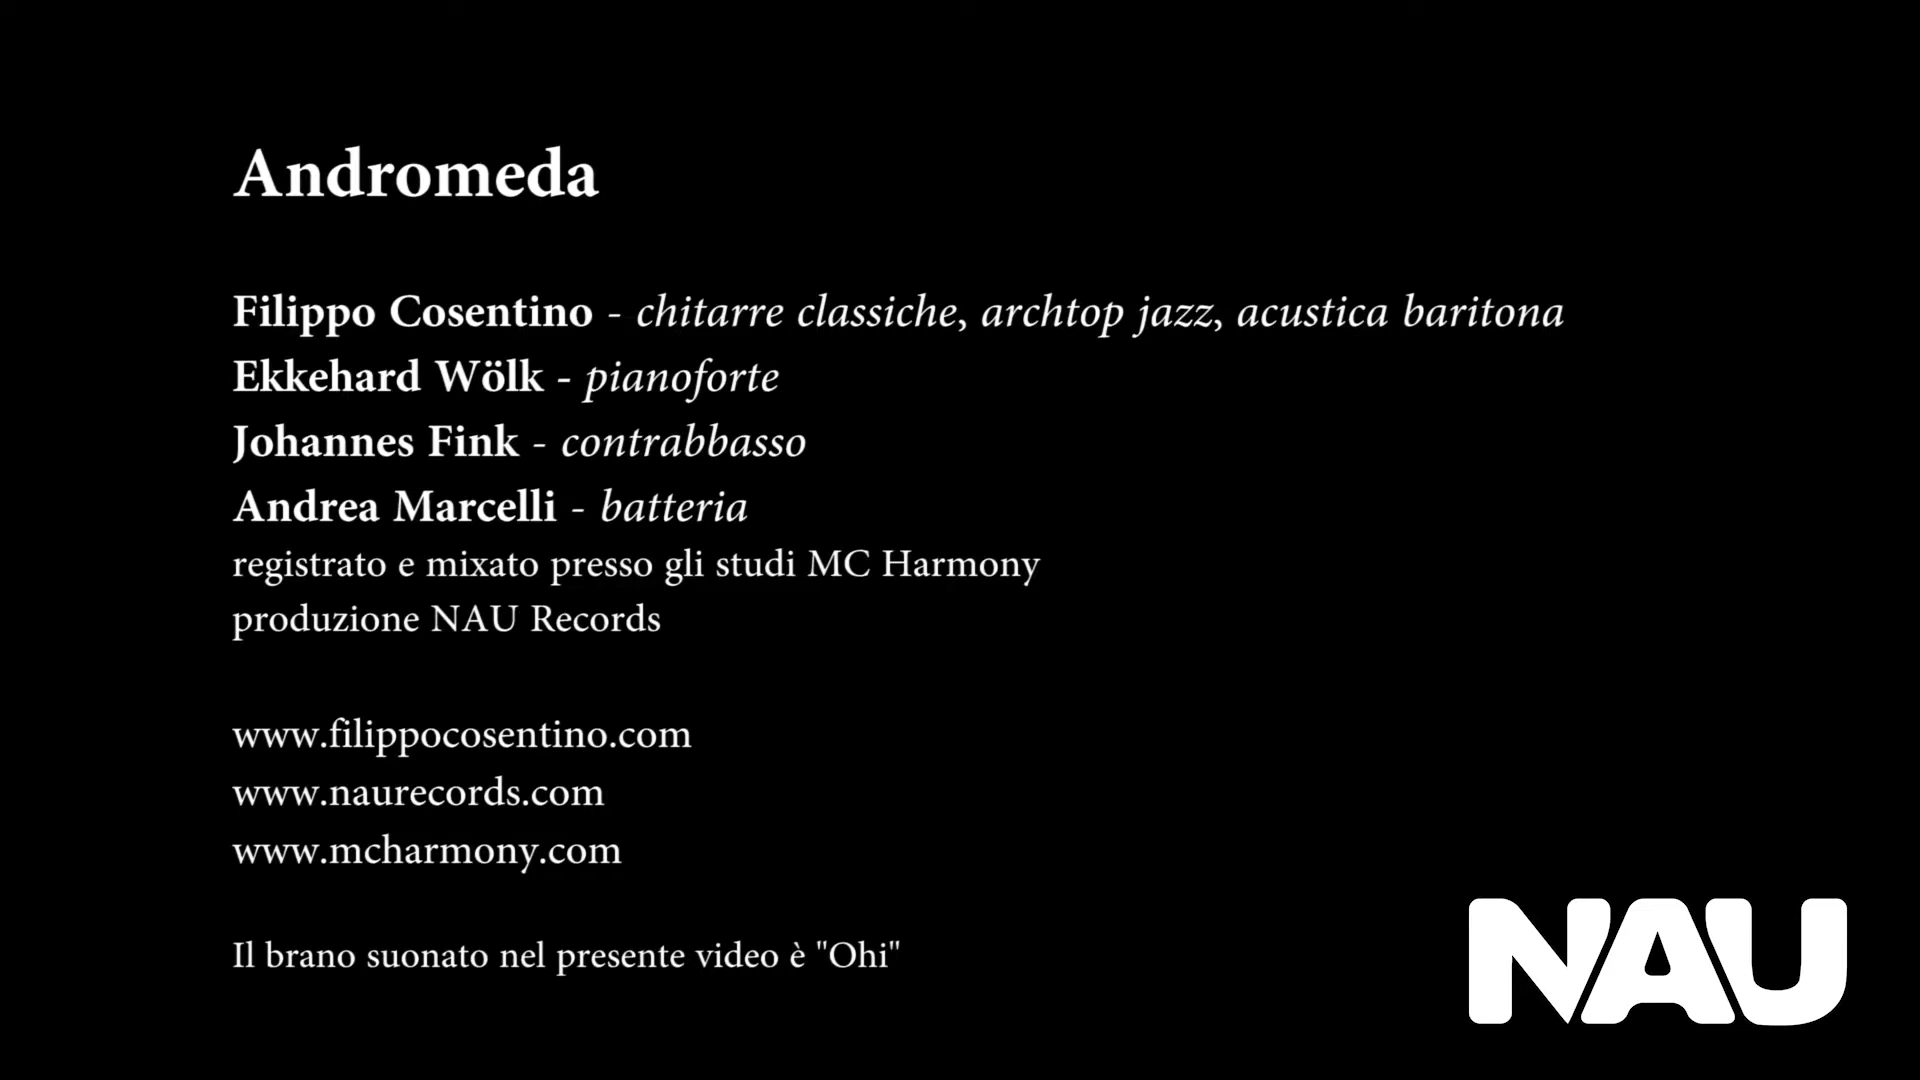 Andromeda
Filippo Cosentino - chitarre classiche, archtop jazz, acustica baritona
Ekkehard Wölk - pianoforte
Johannes Fink - contrabbasso
Andrea Marcelli - batteria
registrato e mixato presso gli studi MC Harmony
produzione NAU Records
www.filippocosentino.com
www.naurecords.com
www.mcharmony.com
Il brano suonato nel presente video è "Ohi"
NAU